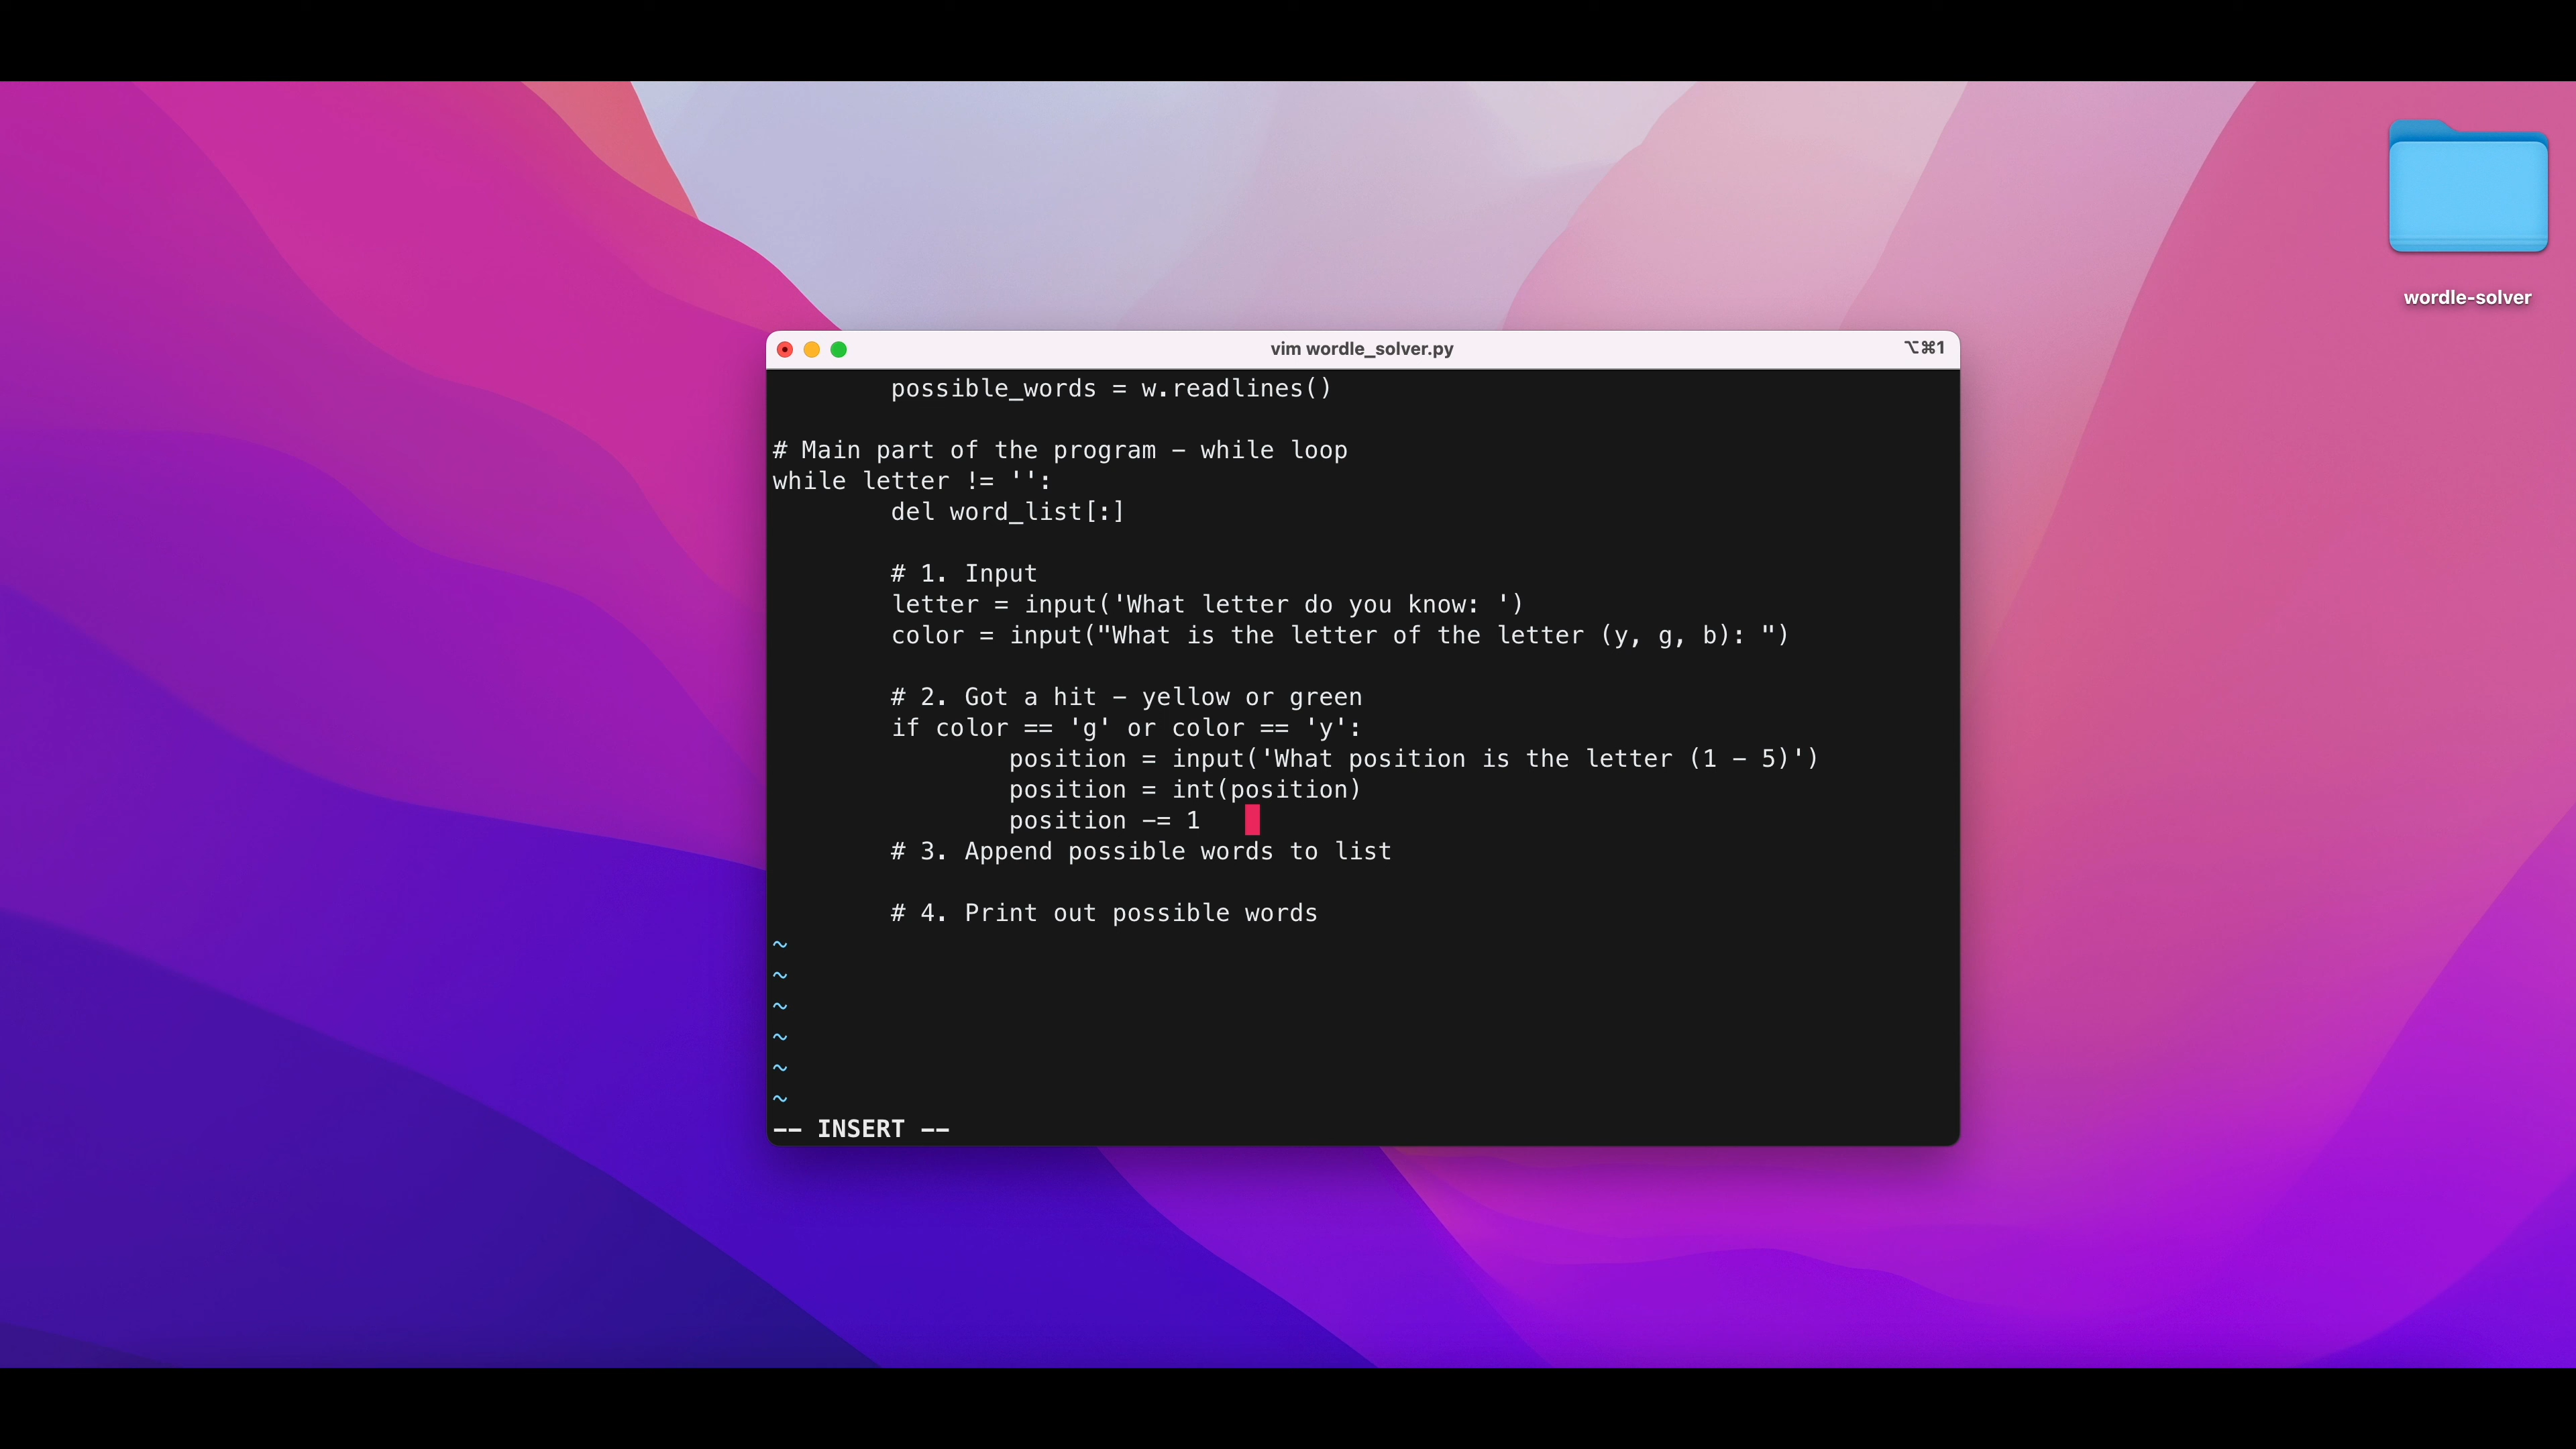 wordle-solver
vim wordle_solver.py
⌥⌘1
possible_words = w.readlines()
# Main part of the program - while loop
while letter != '':
del word_list[:]
# 1. Input
letter = input('What letter do you know: ')
color = input("What is the letter of the letter (y, g, b): ")
# 2. Got a hit - yellow or green
if color == 'g' or color == 'y':
position = input('What position is the letter (1 - 5)')
position = int(position)
position -= 1
# 3. Append possible words to list
# 4. Print out possible words
~
~
~
~
~
~
-- INSERT --